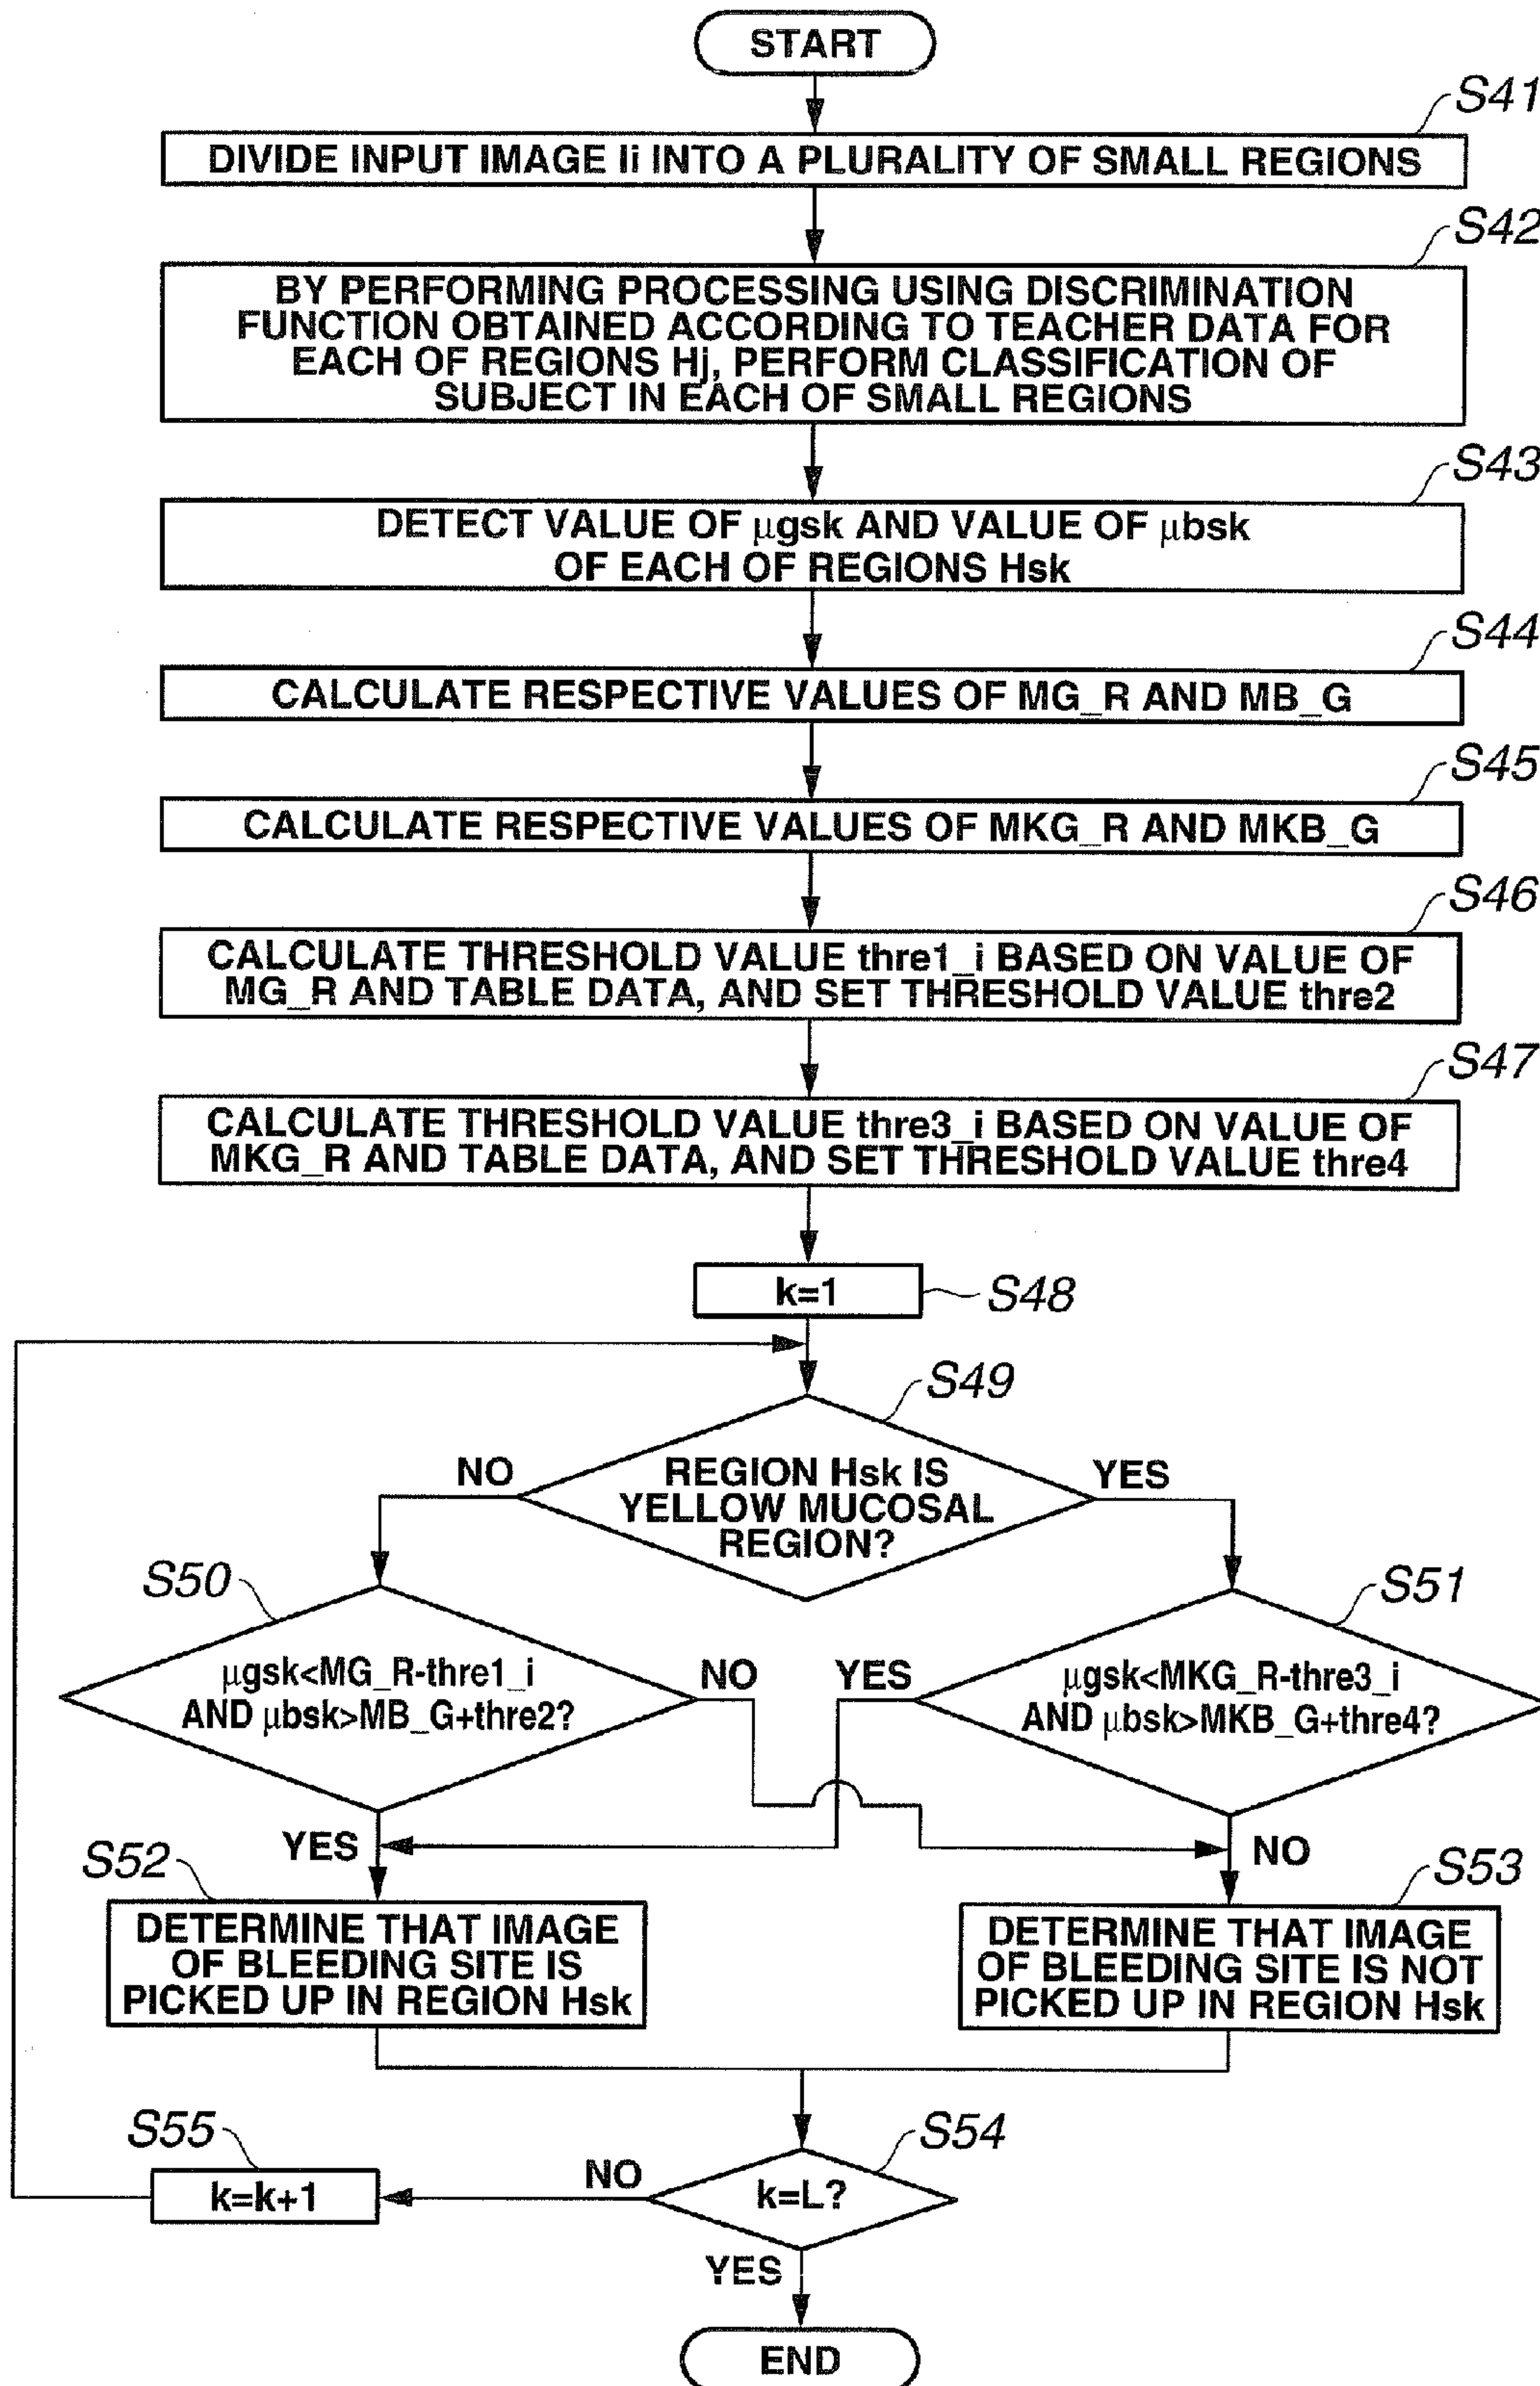 START
S41
DIVIDE INPUT IMAGE Ii INTO A PLURALITY OF SMALL REGIONS
S42
BY PERFORMING PROCESSING USING DISCRIMINATION
FUNCTION OBTAINED ACCORDING TO TEACHER DATA FOR
EACH OF REGIONS Hj, PERFORM CLASSIFICATION OF
SUBJECT IN EACH OF SMALL REGIONS
S43
DETECT VALUE OF μgsk AND VALUE OF μbsk
OF EACH OF REGIONS Hsk
S44
CALCULATE RESPECTIVE VALUES OF MG_R AND MB_G
S45
CALCULATE RESPECTIVE VALUES OF MKG_R AND MKB_G
S46
CALCULATE THRESHOLD VALUE thre1_i BASED ON VALUE OF
MG_R AND TABLE DATA, AND SET THRESHOLD VALUE thre2
S47
CALCULATE THRESHOLD VALUE thre3_i BASED ON VALUE OF
MKG_R AND TABLE DATA, AND SET THRESHOLD VALUE thre4
k=1
S48
S49
NO
REGION Hsk IS
YELLOW MUCOSAL
REGION?
YES
S50
μgsk<MG_R-thre1_i
AND μbsk>MB_G+thre2?
NO
YES
S51
μgsk<MKG_R-thre3_i
AND μbsk>MKB_G+thre4?
YES
NO
S52
DETERMINE THAT IMAGE
OF BLEEDING SITE IS
PICKED UP IN REGION Hsk
S53
DETERMINE THAT IMAGE
OF BLEEDING SITE IS NOT
PICKED UP IN REGION Hsk
S55
k=k+1
NO
S54
k=L?
YES
END